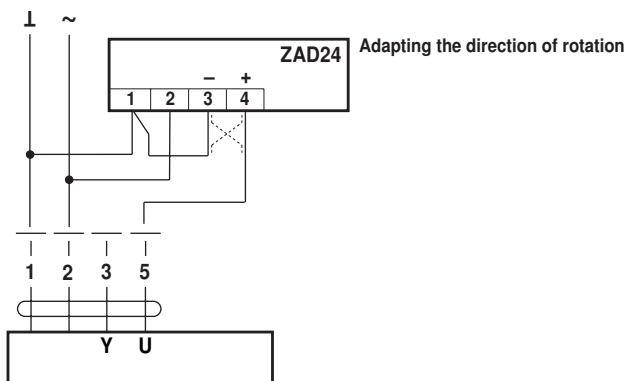 ⊥ ~
ZAD24
Adapting the direction of rotation
– +
1 2 3 4
1 2 3 5
Y U